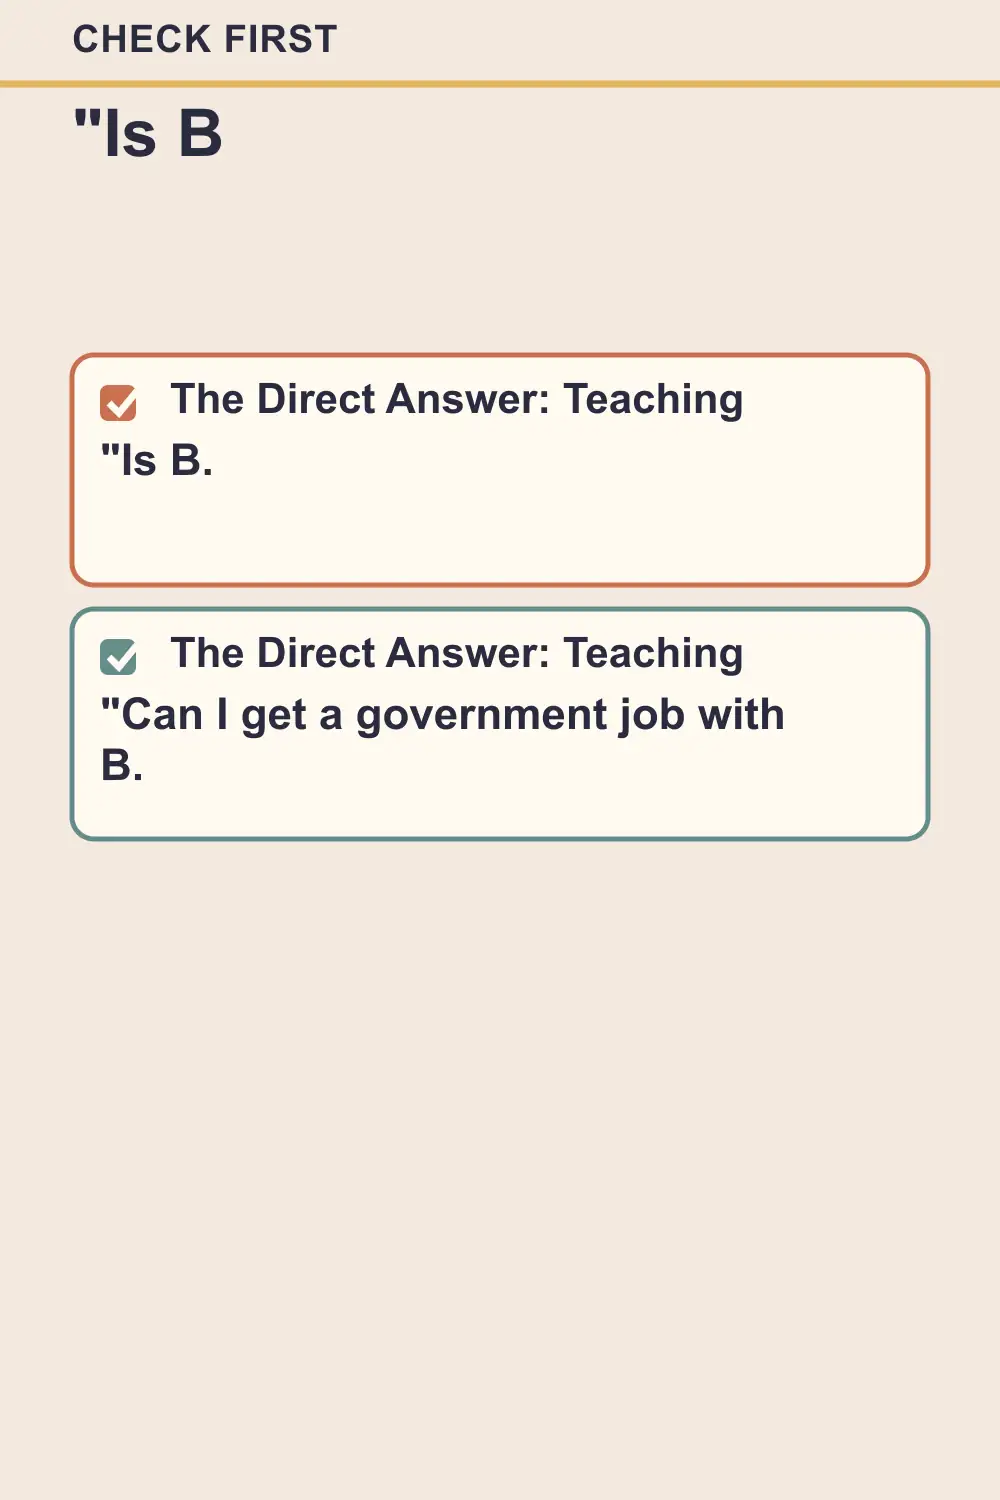 CHECK FIRST
"Is B
The Direct Answer: Teaching
"Is B.
The Direct Answer: Teaching
"Can I get a government job with
B.